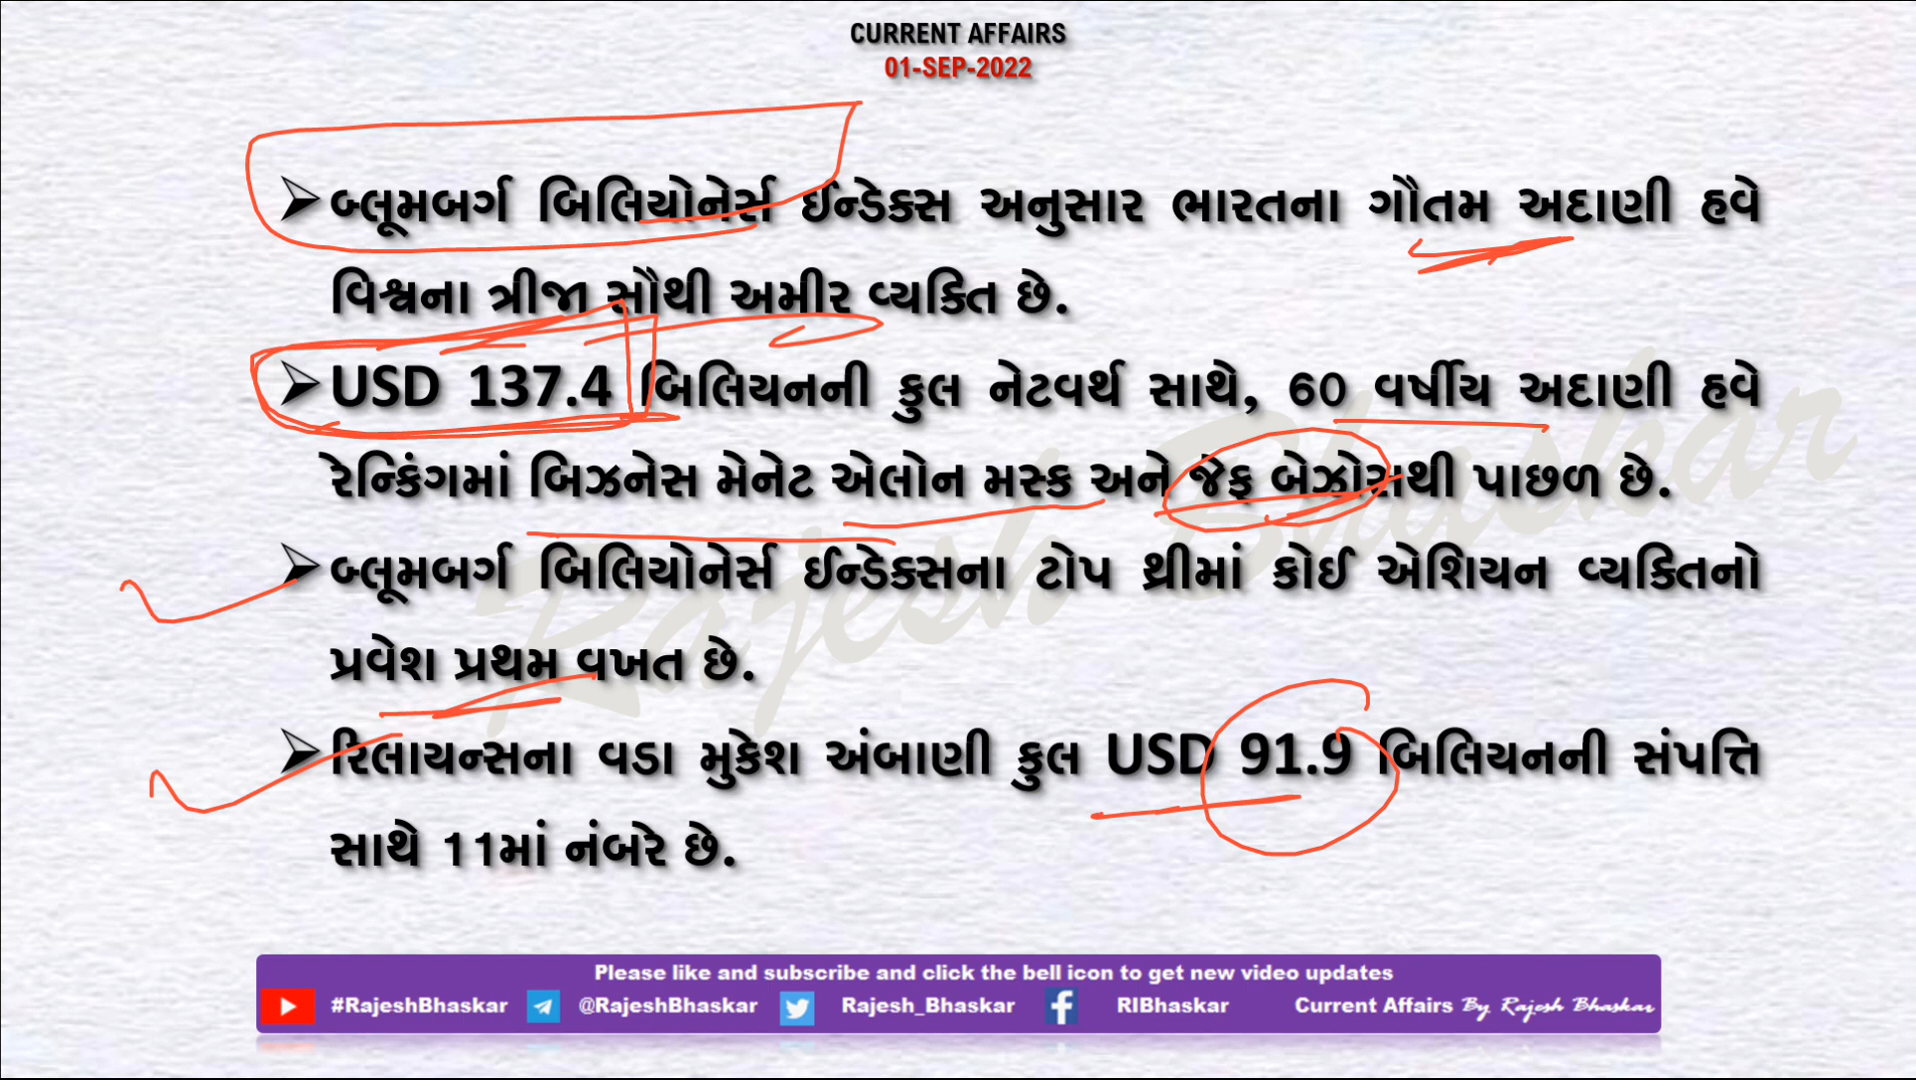 CURRENT AFFAIRS
01-SEP-2022
બ્લૂમબર્ગ બિલિયોનેર્સ ઈન્ડેક્સ અનુસાર ભારતના ગૌતમ અદાણી હવે
વિશ્વના ત્રીજા સૌથી અમીર વ્યક્તિ છે.
USD 137.4 બિલિયનની કુલ નેટવર્થ સાથે, 60 વર્ષીય અદાણી હવે
રેન્કિંગમાં બિઝનેસ મેનેટ એલોન મસ્ક અને જેફ બેઝોસથી પાછળ છે.
બ્લૂમબર્ગ બિલિયોનેર્સ ઈન્ડેક્સના ટોપ થ્રીમાં કોઈ એશિયન વ્યક્તિનો
પ્રવેશ પ્રથમ વખત છે.
રિલાયન્સના વડા મુકેશ અંબાણી કુલ USD 91.9 બિલિયનની સંપત્તિ
સાથે 11માં નંબરે છે.
Rajesh Bhaskar
Please like and subscribe and click the bell icon to get new video updates
#RajeshBhaskar @RajeshBhaskar Rajesh_Bhaskar RIBhaskar Current Affairs By Rajesh Bhaskar